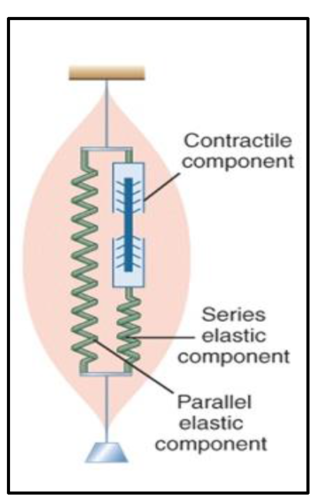 Contractile
component
Series
elastic
component
Parallel
elastic
component